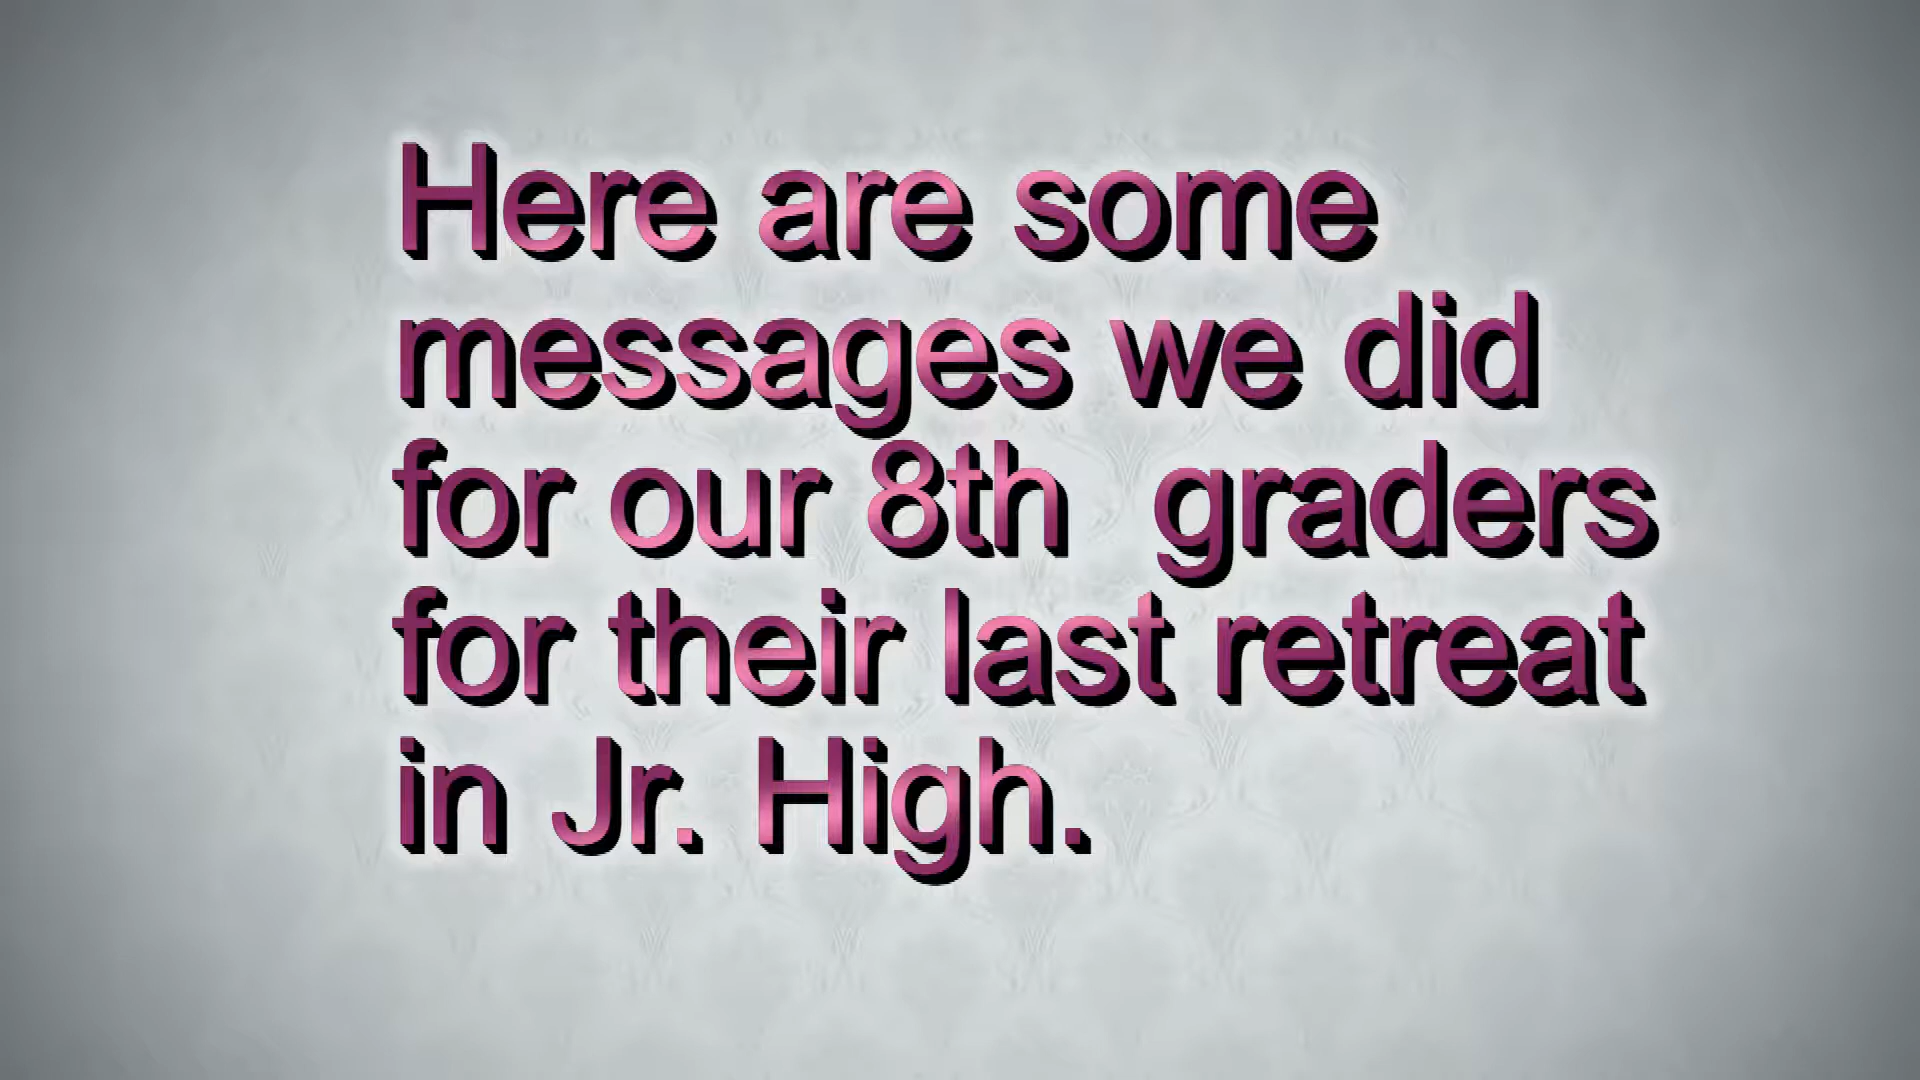 Here are some
messages we did
for our 8th  graders
for their last retreat
in Jr. High.